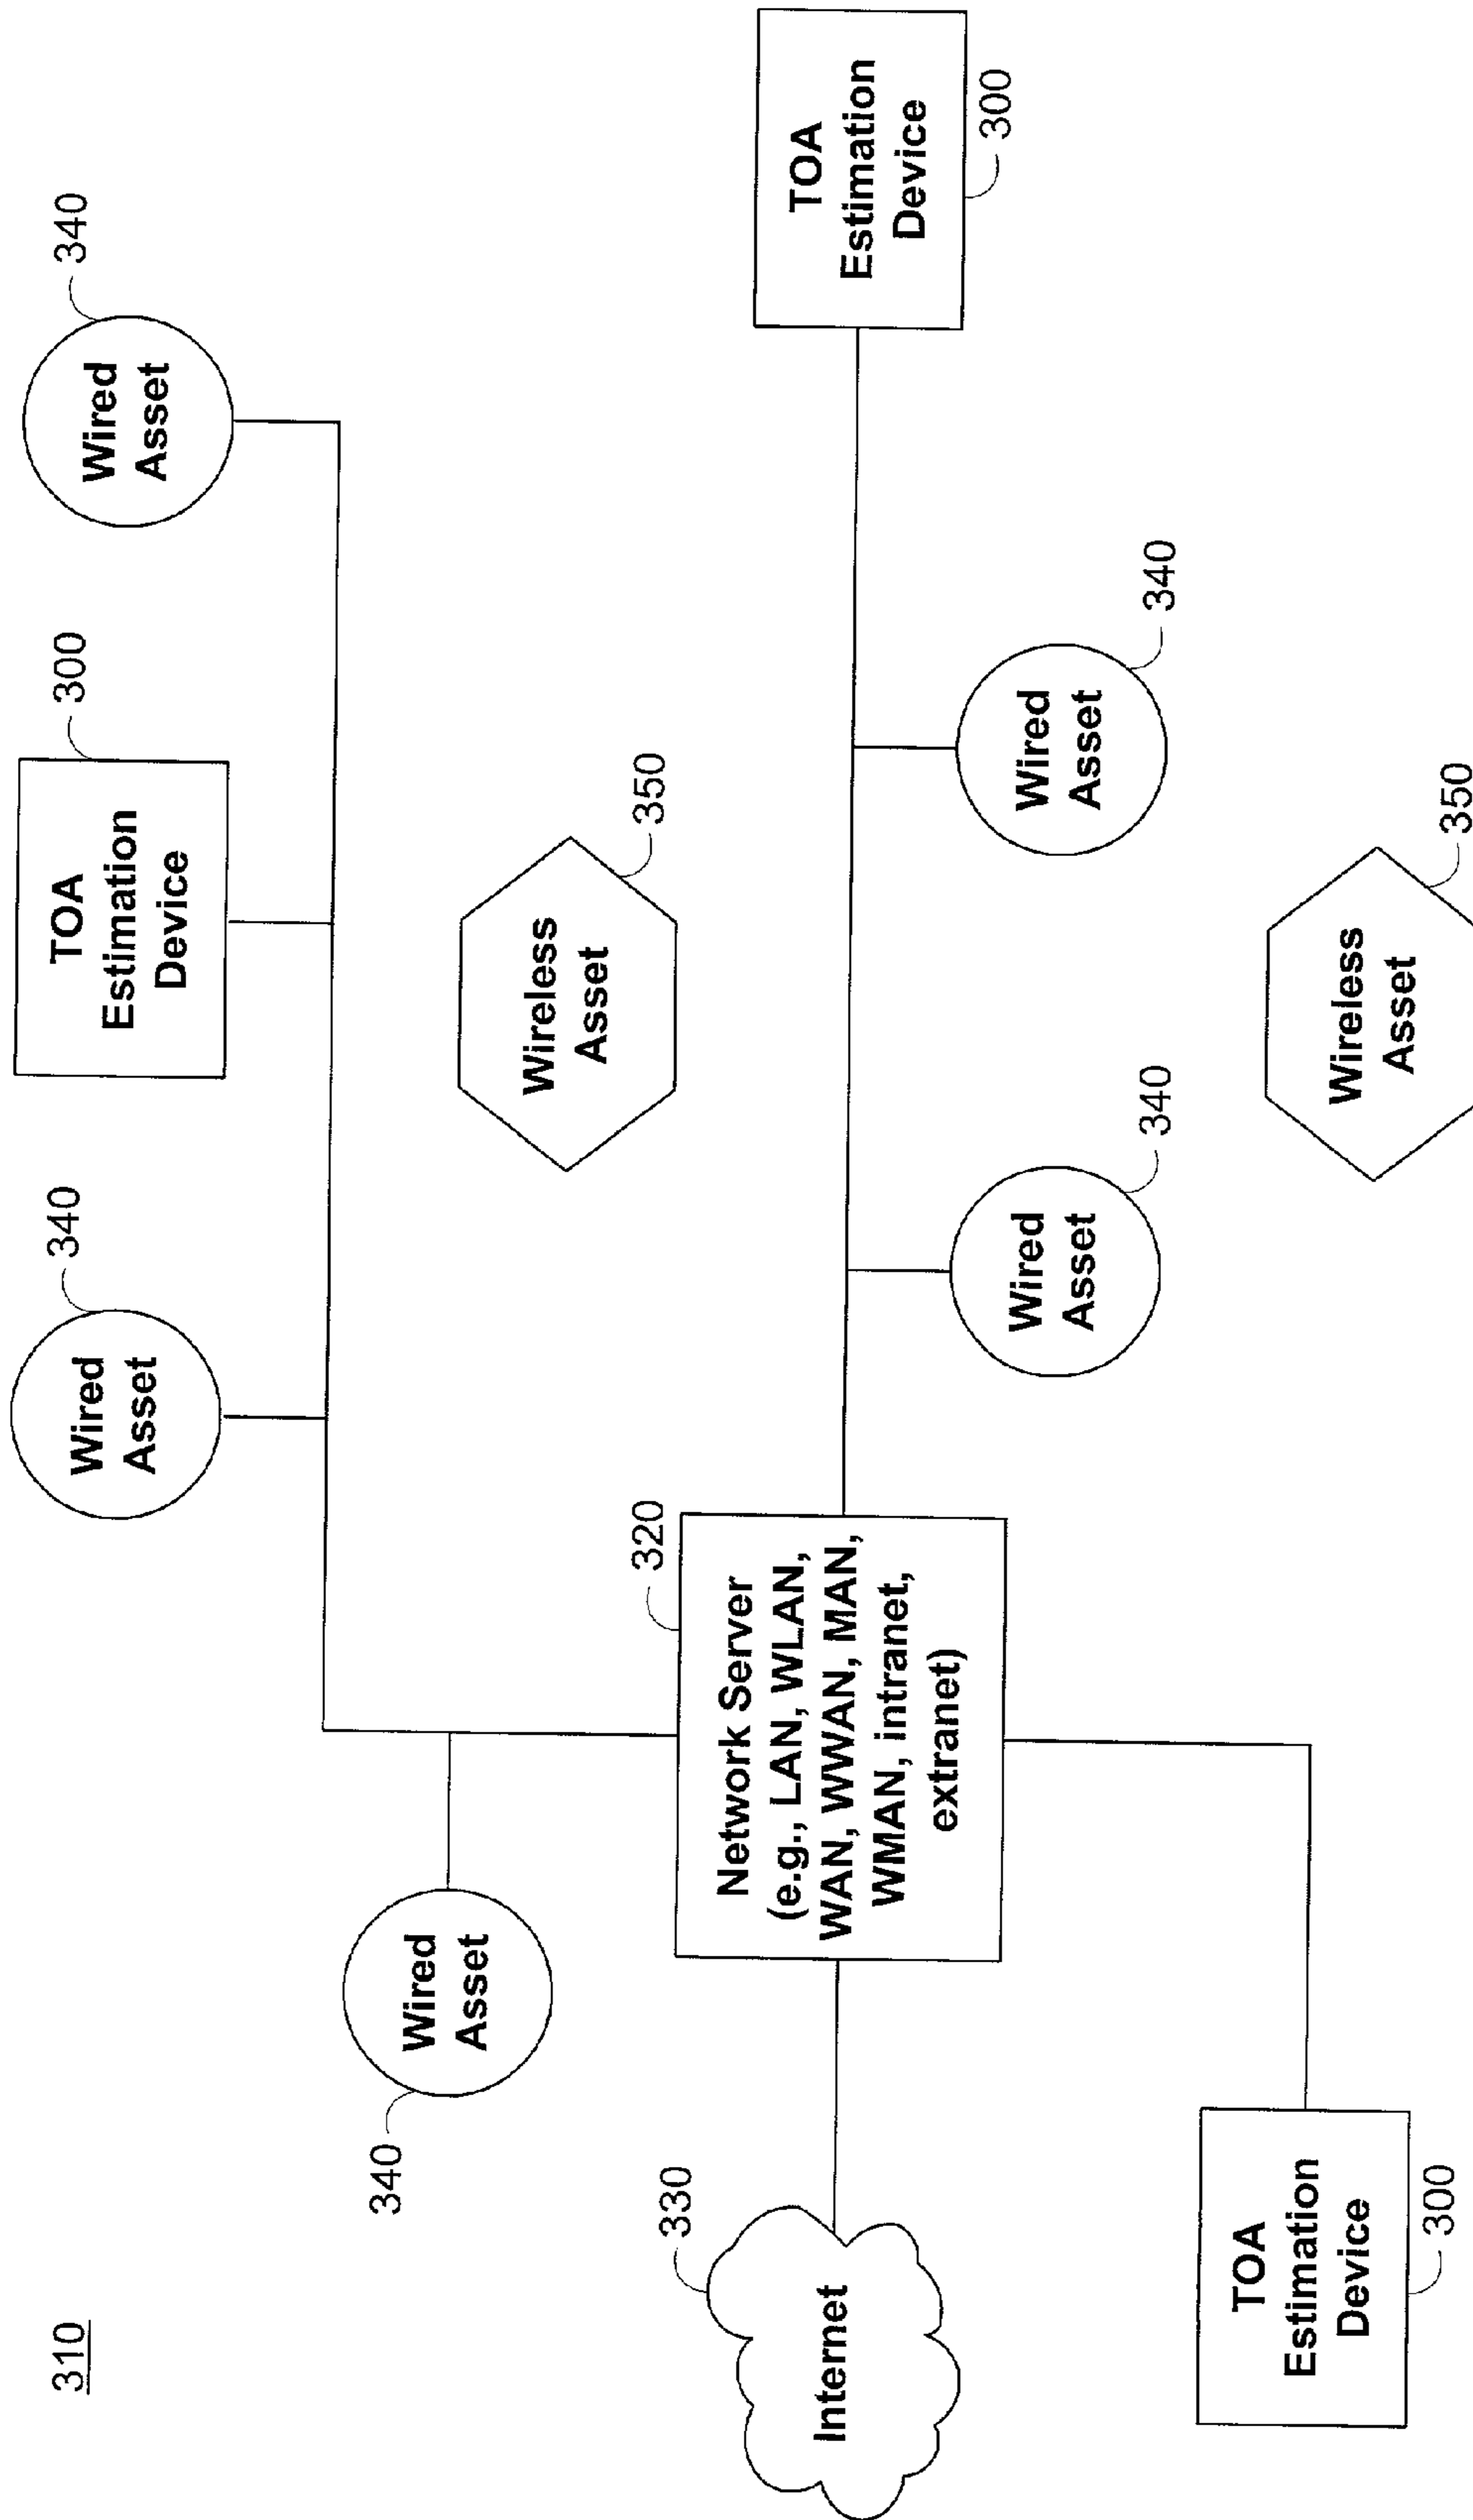 310
340
Wired
Asset
300
TOA
Estimation
Device
340
Wired
Asset
340
Wired
Asset
350
Wireless
Asset
330
Internet
320
Network Server
(e.g., LAN, WLAN,
WAN, WWAN, MAN,
WMAN, intranet,
extranet)
TOA
Estimation
Device
300
Wired
Asset
340
Wired
Asset
340
TOA
Estimation
Device
300
Wireless
Asset
350